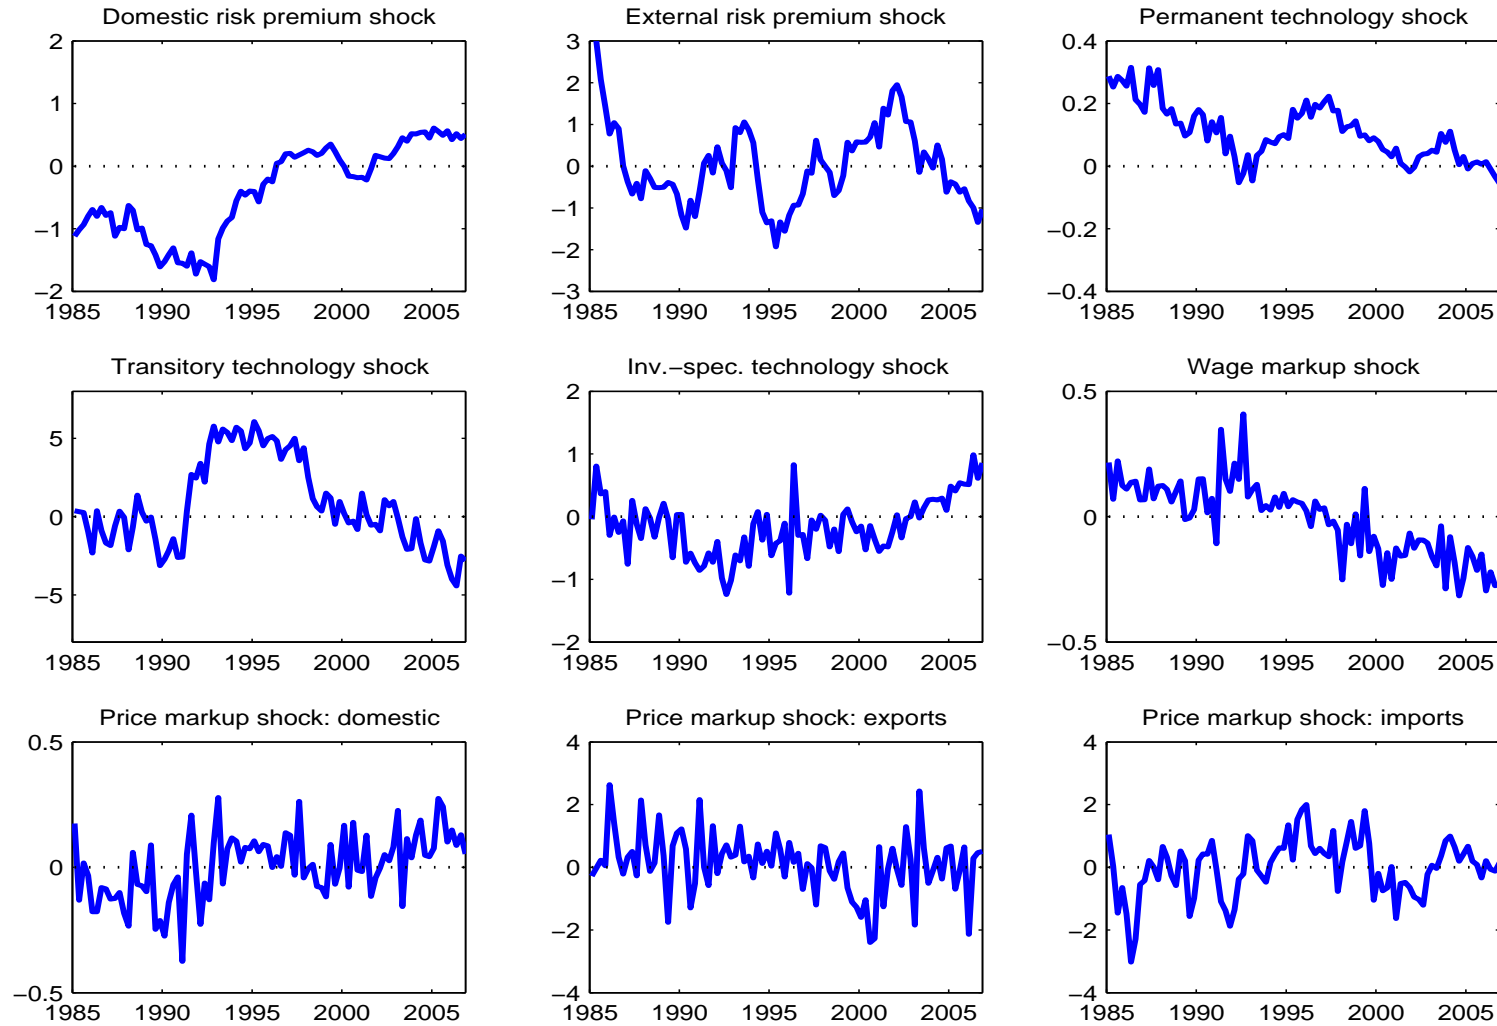 Domestic risk premium shock
2
1
0
−1
−2
1985 1990 1995 2000 2005
External risk premium shock
3
2
1
0
−1
−2
−3
1985 1990 1995 2000 2005
Permanent technology shock
0.4
0.2
0
−0.2
−0.4
1985 1990 1995 2000 2005
Transitory technology shock
5
0
−5
1985 1990 1995 2000 2005
Inv.−spec. technology shock
2
1
0
−1
−2
1985 1990 1995 2000 2005
Wage markup shock
0.5
0
−0.5
1985 1990 1995 2000 2005
Price markup shock: domestic
0.5
0
−0.5
1985 1990 1995 2000 2005
Price markup shock: exports
4
2
0
−2
−4
1985 1990 1995 2000 2005
Price markup shock: imports
4
2
0
−2
−4
1985 1990 1995 2000 2005